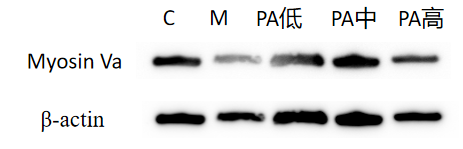 C M PA低 PA中 PA高
Myosin Va
β-actin